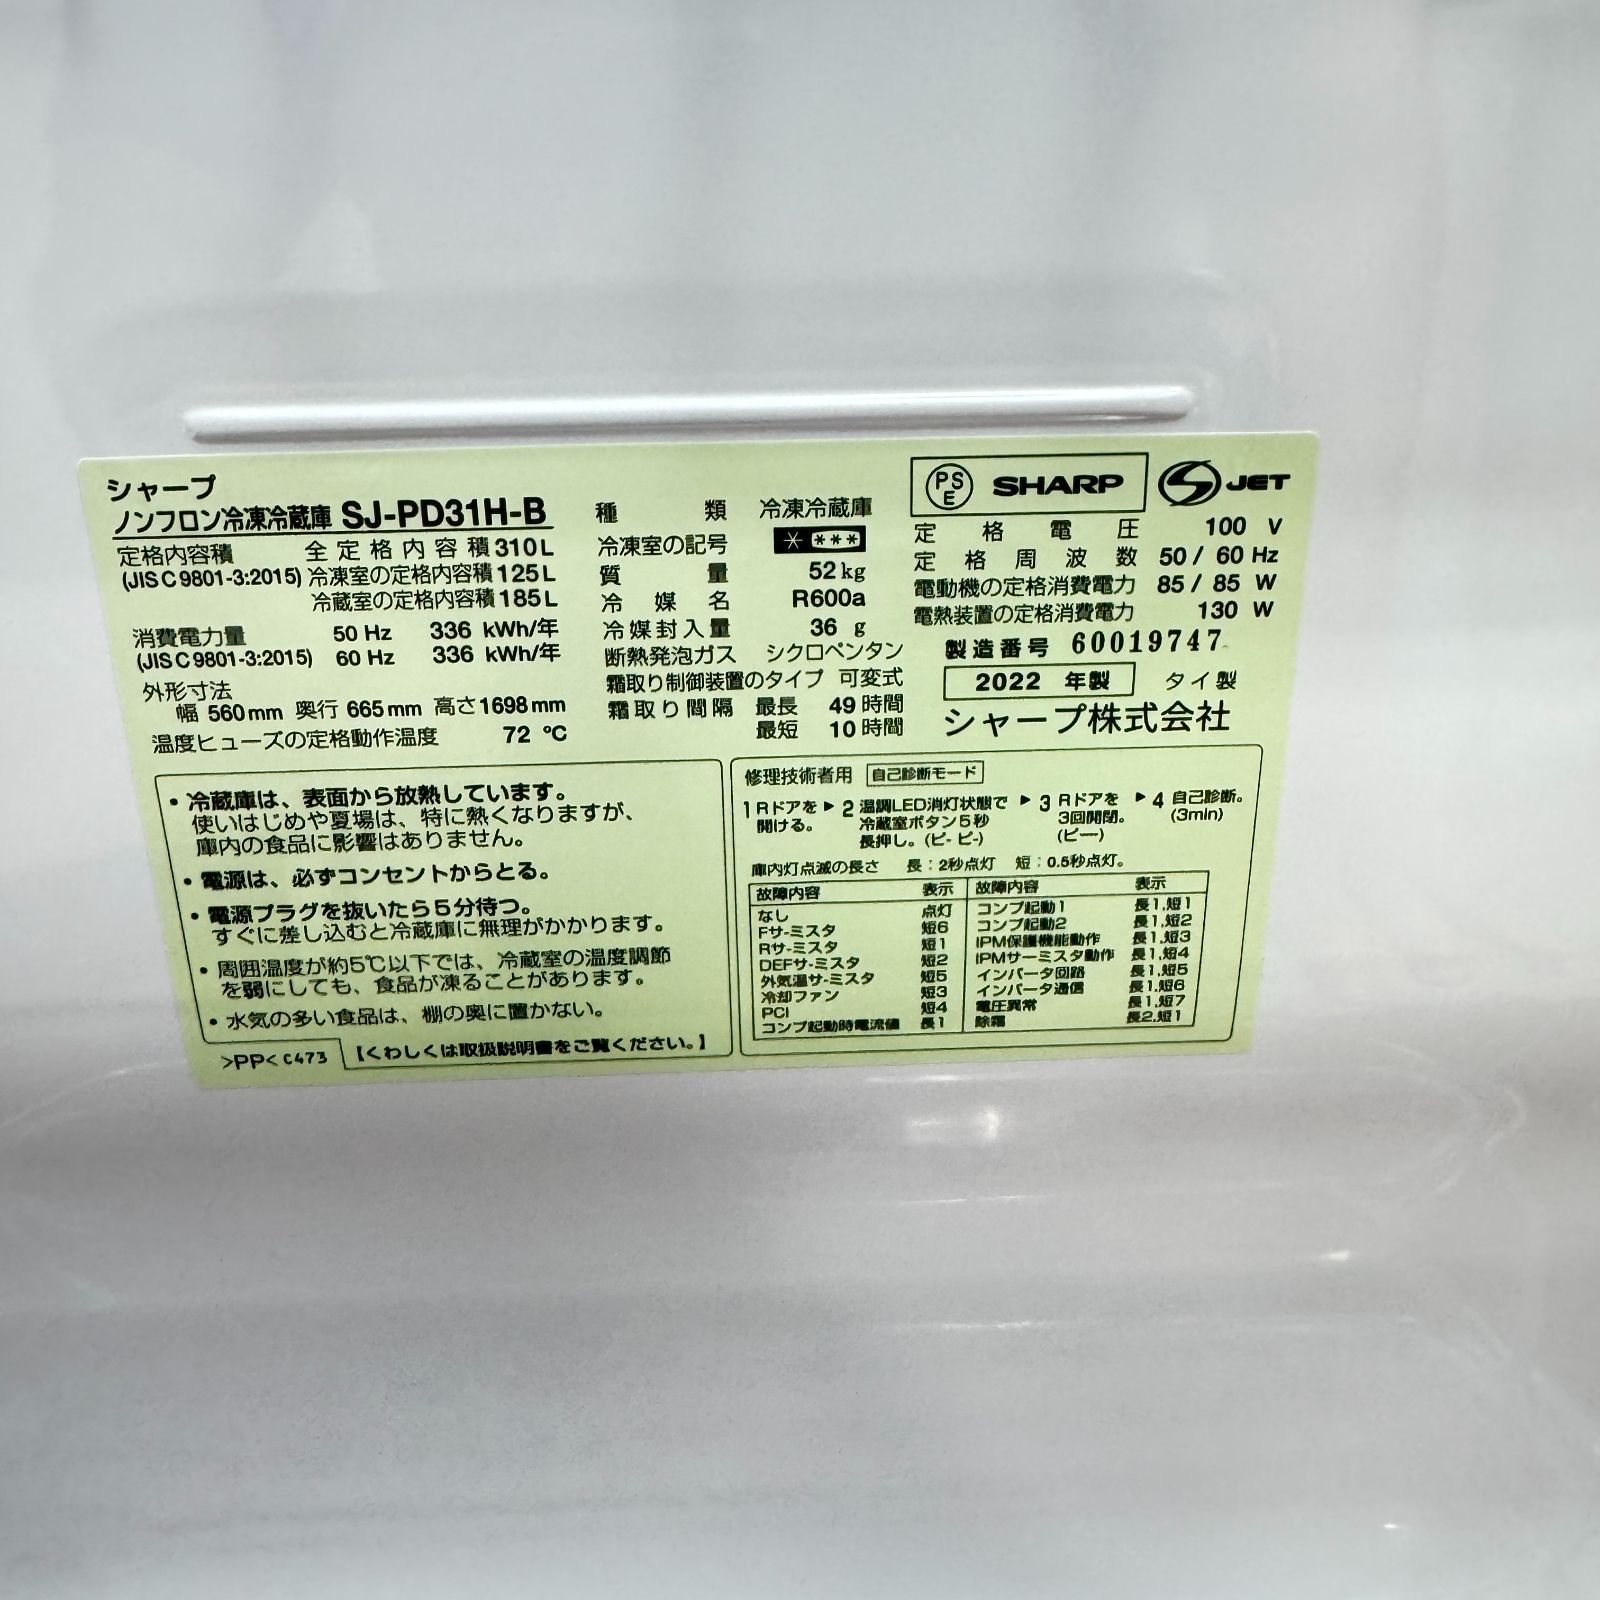 シャープ
ノンフロン冷凍冷蔵庫 SJ-PD31H-B
定格内容積 全定格内容積 310L
(JIS C 9801-3:2015) 冷凍室の定格内容積 125L
冷蔵室の定格内容積 185L
消費電力量 50 Hz 336 kWh/年
(JIS C 9801-3:2015) 60 Hz 336 kWh/年
外形寸法
幅 560mm 奥行 665mm 高さ 1698mm
温度ヒューズの定格動作温度 72 ℃
種類 冷凍冷蔵庫
冷凍室の記号 * ***
質量 52kg
冷媒名 R600a
冷媒封入量 36 g
断熱発泡ガス シクロペンタン
霜取り制御装置のタイプ 可変式
霜取り間隔 最長 49時間
最短 10時間
PSE SHARP JET
定格電圧 100 V
定格周波数 50 / 60 Hz
電動機の定格消費電力 85 / 85 W
電熱装置の定格消費電力 130 W
製造番号 60019747
2022 年製 タイ製
シャープ株式会社
・冷蔵庫は、表面から放熱しています。
使いはじめや夏場は、特に熱くなりますが、
庫内の食品に影響はありません。
・電源は、必ずコンセントからとる。
・電源プラグを抜いたら5分待つ。
すぐに差し込むと冷蔵庫に無理がかかります。
・周囲温度が約5℃以下では、冷蔵室の温度調節
を弱にしても、食品が凍ることがあります。
・水気の多い食品は、棚の奥に置かない。
>PP< C473 【くわしくは取扱説明書をご覧ください。】
修理技術者用 自己診断モード
1 Rドアを ▶ 2 温調LED消灯状態で ▶ 3 Rドアを ▶ 4 自己診断。
開ける。 冷蔵室ボタン5秒 3回開閉。 (3min)
長押し。(ピ- ピ-) (ピー)
庫内灯点滅の長さ 長：2秒点灯 短：0.5秒点灯。
故障内容 表示 故障内容 表示
なし 点灯 コンプ起動1 長1,短1
Fサ-ミスタ 短6 コンプ起動2 長1,短2
Rサ-ミスタ 短1 IPM保護機能動作 長1,短3
DEFサ-ミスタ 短2 IPMサーミスタ動作 長1,短4
外気温サ-ミスタ 短5 インバータ回路 長1,短5
冷却ファン 短3 インバータ通信 長1,短6
PCI 短4 電圧異常 長1,短7
コンプ起動時電流値 長1 除霜 長2,短1